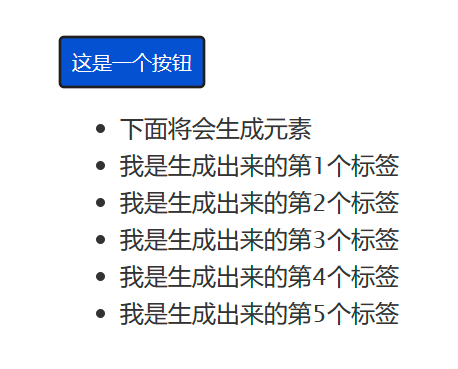 这是一个按钮
下面将会生成元素
我是生成出来的第1个标签
我是生成出来的第2个标签
我是生成出来的第3个标签
我是生成出来的第4个标签
我是生成出来的第5个标签